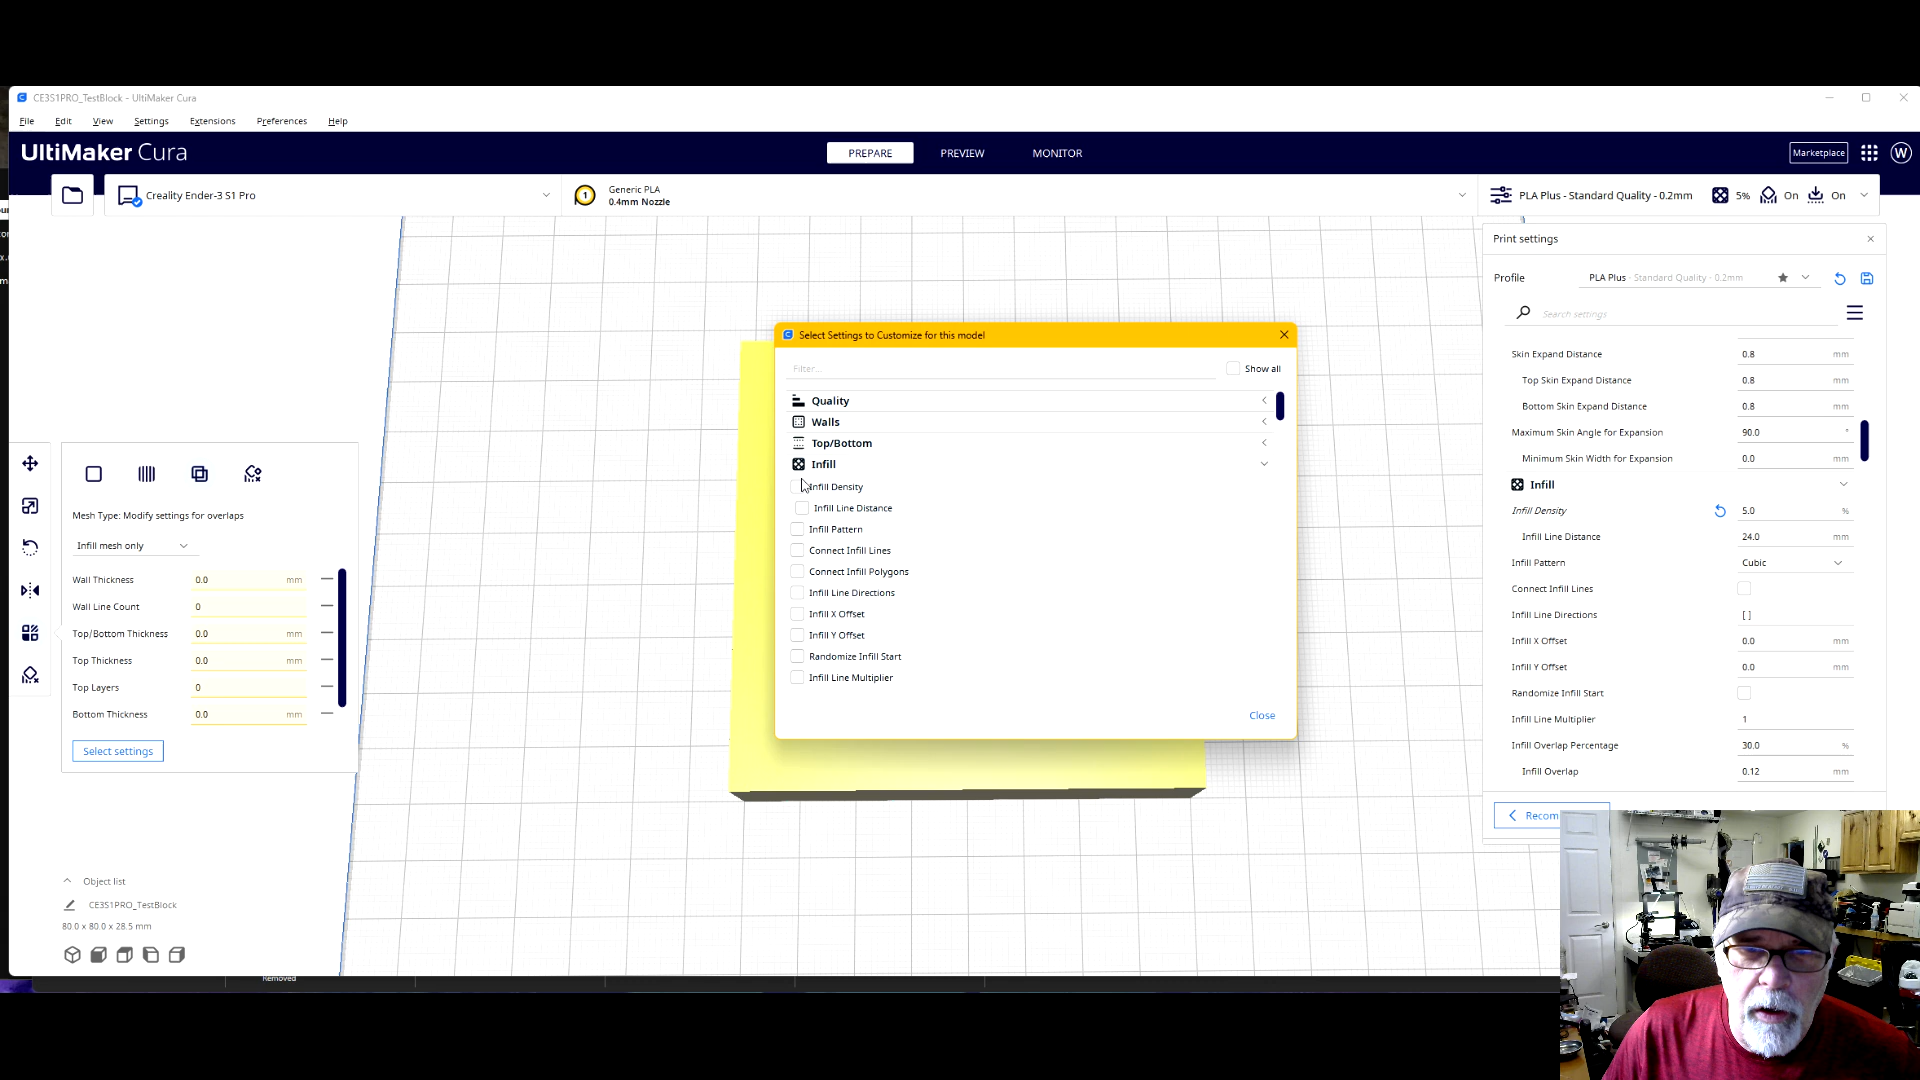 CE3S1PRO_TestBlock - UltiMaker Cura
File Edit View Settings Extensions Preferences Help
UltiMaker Cura
PREPARE PREVIEW MONITOR
Marketplace
W
Creality Ender-3 S1 Pro
1
Generic PLA
0.4mm Nozzle
PLA Plus - Standard Quality - 0.2mm
5% On On
Print settings
Profile PLA Plus - Standard Quality - 0.2mm
Search settings
Skin Expand Distance 0.8 mm
Top Skin Expand Distance 0.8 mm
Bottom Skin Expand Distance 0.8 mm
Maximum Skin Angle for Expansion 90.0 °
Minimum Skin Width for Expansion 0.0 mm
Infill
Infill Density 5.0 %
Infill Line Distance 24.0 mm
Infill Pattern Cubic
Connect Infill Lines
Infill Line Directions [ ]
Infill X Offset 0.0 mm
Infill Y Offset 0.0 mm
Randomize Infill Start
Infill Line Multiplier 1
Infill Overlap Percentage 30.0 %
Infill Overlap 0.12 mm
Recom
Select Settings to Customize for this model
Filter...
Show all
Quality
Walls
Top/Bottom
Infill
Infill Density
Infill Line Distance
Infill Pattern
Connect Infill Lines
Connect Infill Polygons
Infill Line Directions
Infill X Offset
Infill Y Offset
Randomize Infill Start
Infill Line Multiplier
Close
Mesh Type: Modify settings for overlaps
Infill mesh only
Wall Thickness 0.0 mm
Wall Line Count 0
Top/Bottom Thickness 0.0 mm
Top Thickness 0.0 mm
Top Layers 0
Bottom Thickness 0.0 mm
Select settings
Object list
CE3S1PRO_TestBlock
80.0 x 80.0 x 28.5 mm
Removed